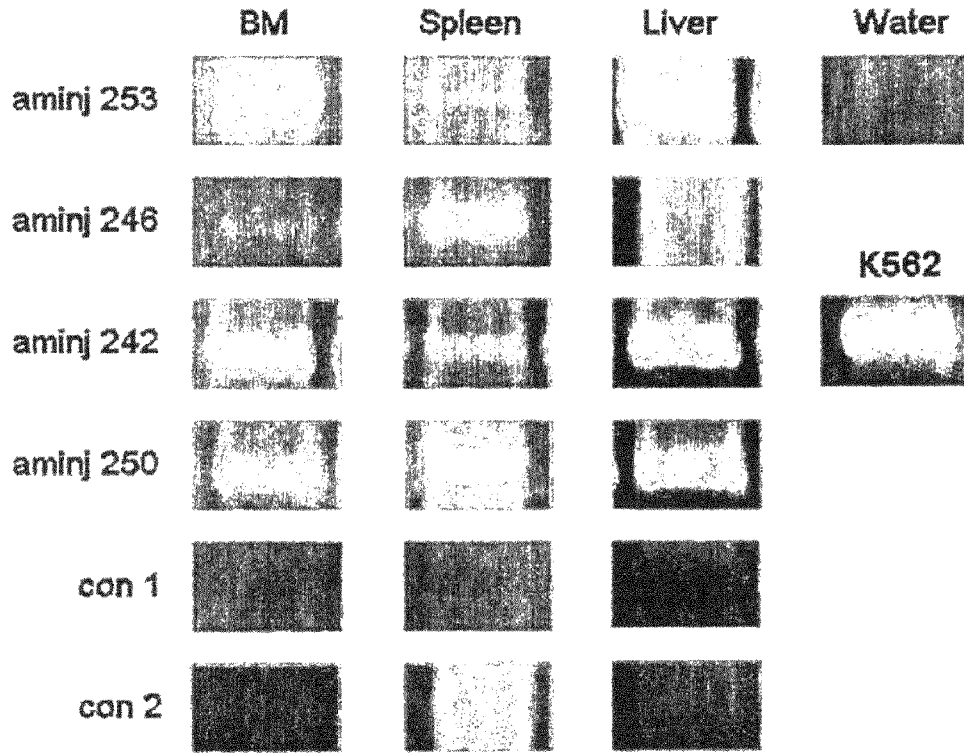 BM Spleen Liver Water
aminj 253
aminj 246
K562
aminj 242
aminj 250
con 1
con 2